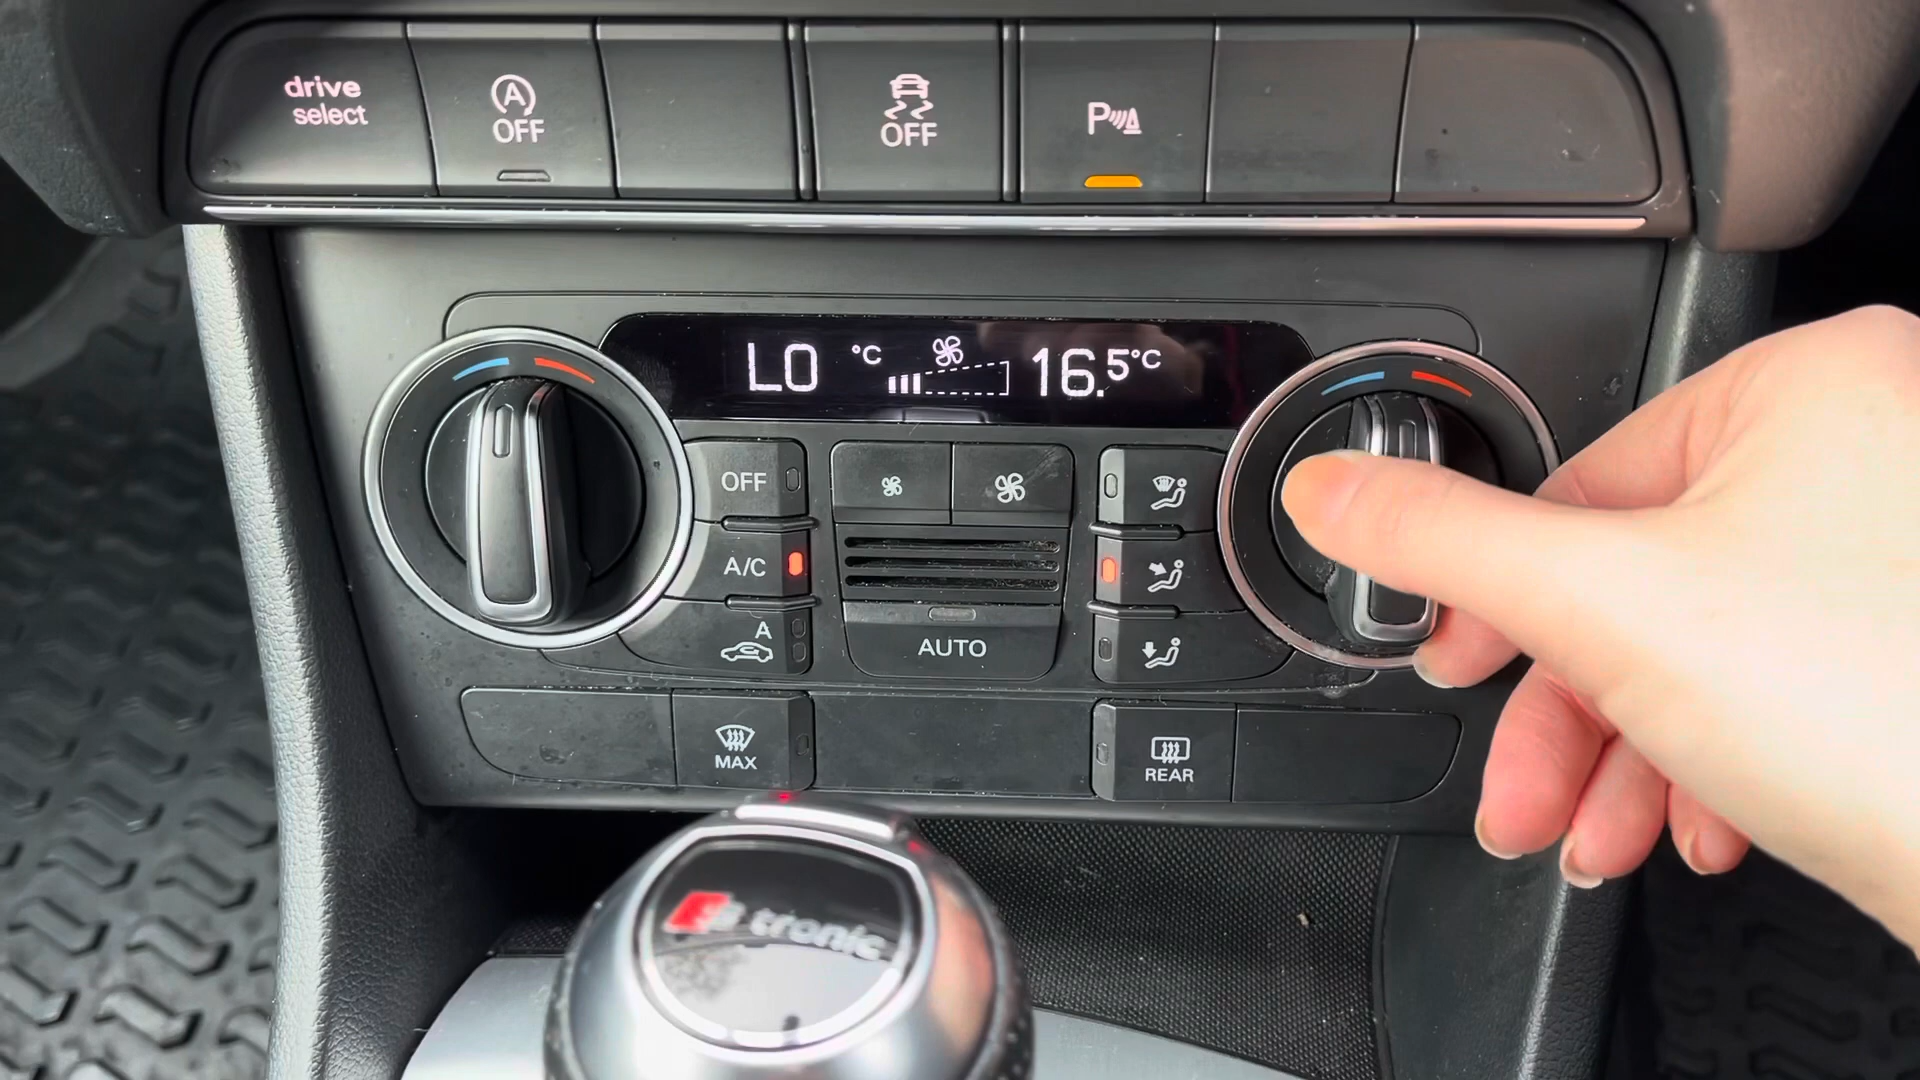 drive
select
A
OFF
OFF
P
LO °C 16.5°C
OFF
A/C
A
AUTO
MAX
REAR
S tronic